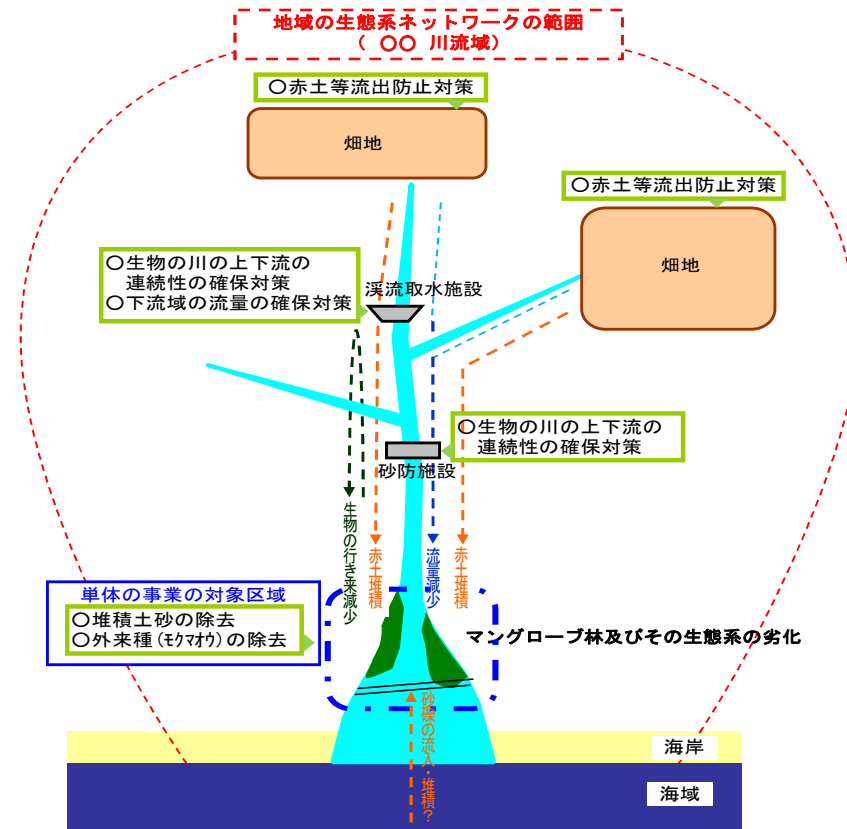 地域の生態系ネットワークの範囲
( ○○ 川流域)
○赤土等流出防止対策
畑地
○赤土等流出防止対策
畑地
○生物の川の上下流の
連続性の確保対策
○下流域の流量の確保対策
渓流取水施設
○生物の川の上下流の
連続性の確保対策
砂防施設
生物の行き来減少
赤土堆積
流量減少
赤土堆積
単体の事業の対象区域
○堆積土砂の除去
○外来種(ﾓｸﾏｵｳ)の除去
マングローブ林及びその生態系の劣化
砂礫の流入・堆積?
海岸
海域